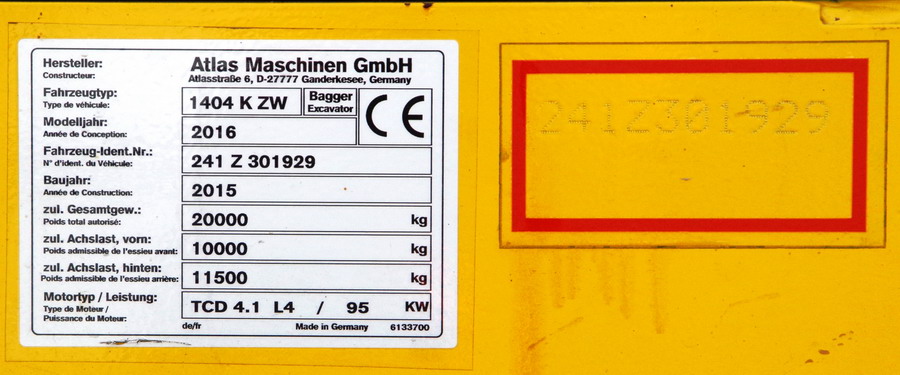 Hersteller: Atlas Maschinen GmbH
Constructeur: Atlasstraße 6, D-27777 Ganderkesee, Germany
Fahrzeugtyp: 1404 K ZW Bagger
Type de véhicule: Excavator
CE
Modelljahr: 2016
Année de Conception:
Fahrzeug-Ident.Nr.: 241 Z 301929
N° d'ident. du Véhicule:
Baujahr: 2015
Année de Construction:
zul. Gesamtgew.: 20000 kg
Poids total autorisé:
zul. Achslast, vorn: 10000 kg
Poids admissible de l'essieu avant:
zul. Achslast, hinten: 11500 kg
Poids admissible de l'essieu arrière:
Motortyp / Leistung: TCD 4.1 L4 / 95 KW
Type de Moteur /
Puissance du Moteur:
de/fr Made in Germany 6133700
241Z301929